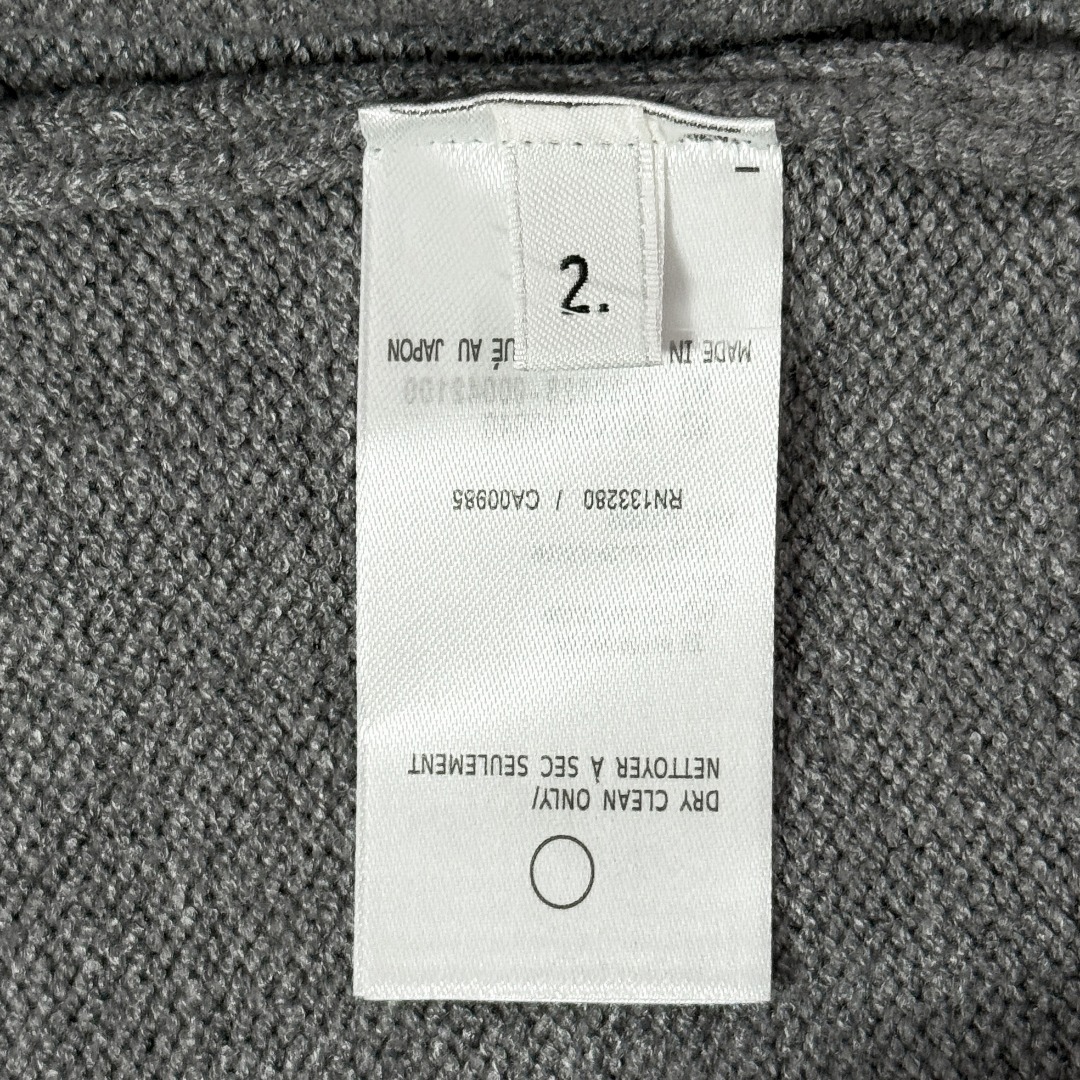 2.
DRY CLEAN ONLY/
NETTOYER À SEC SEULEMENT
RN133280 / CA00985
MADE IN UÉ AU JAPON